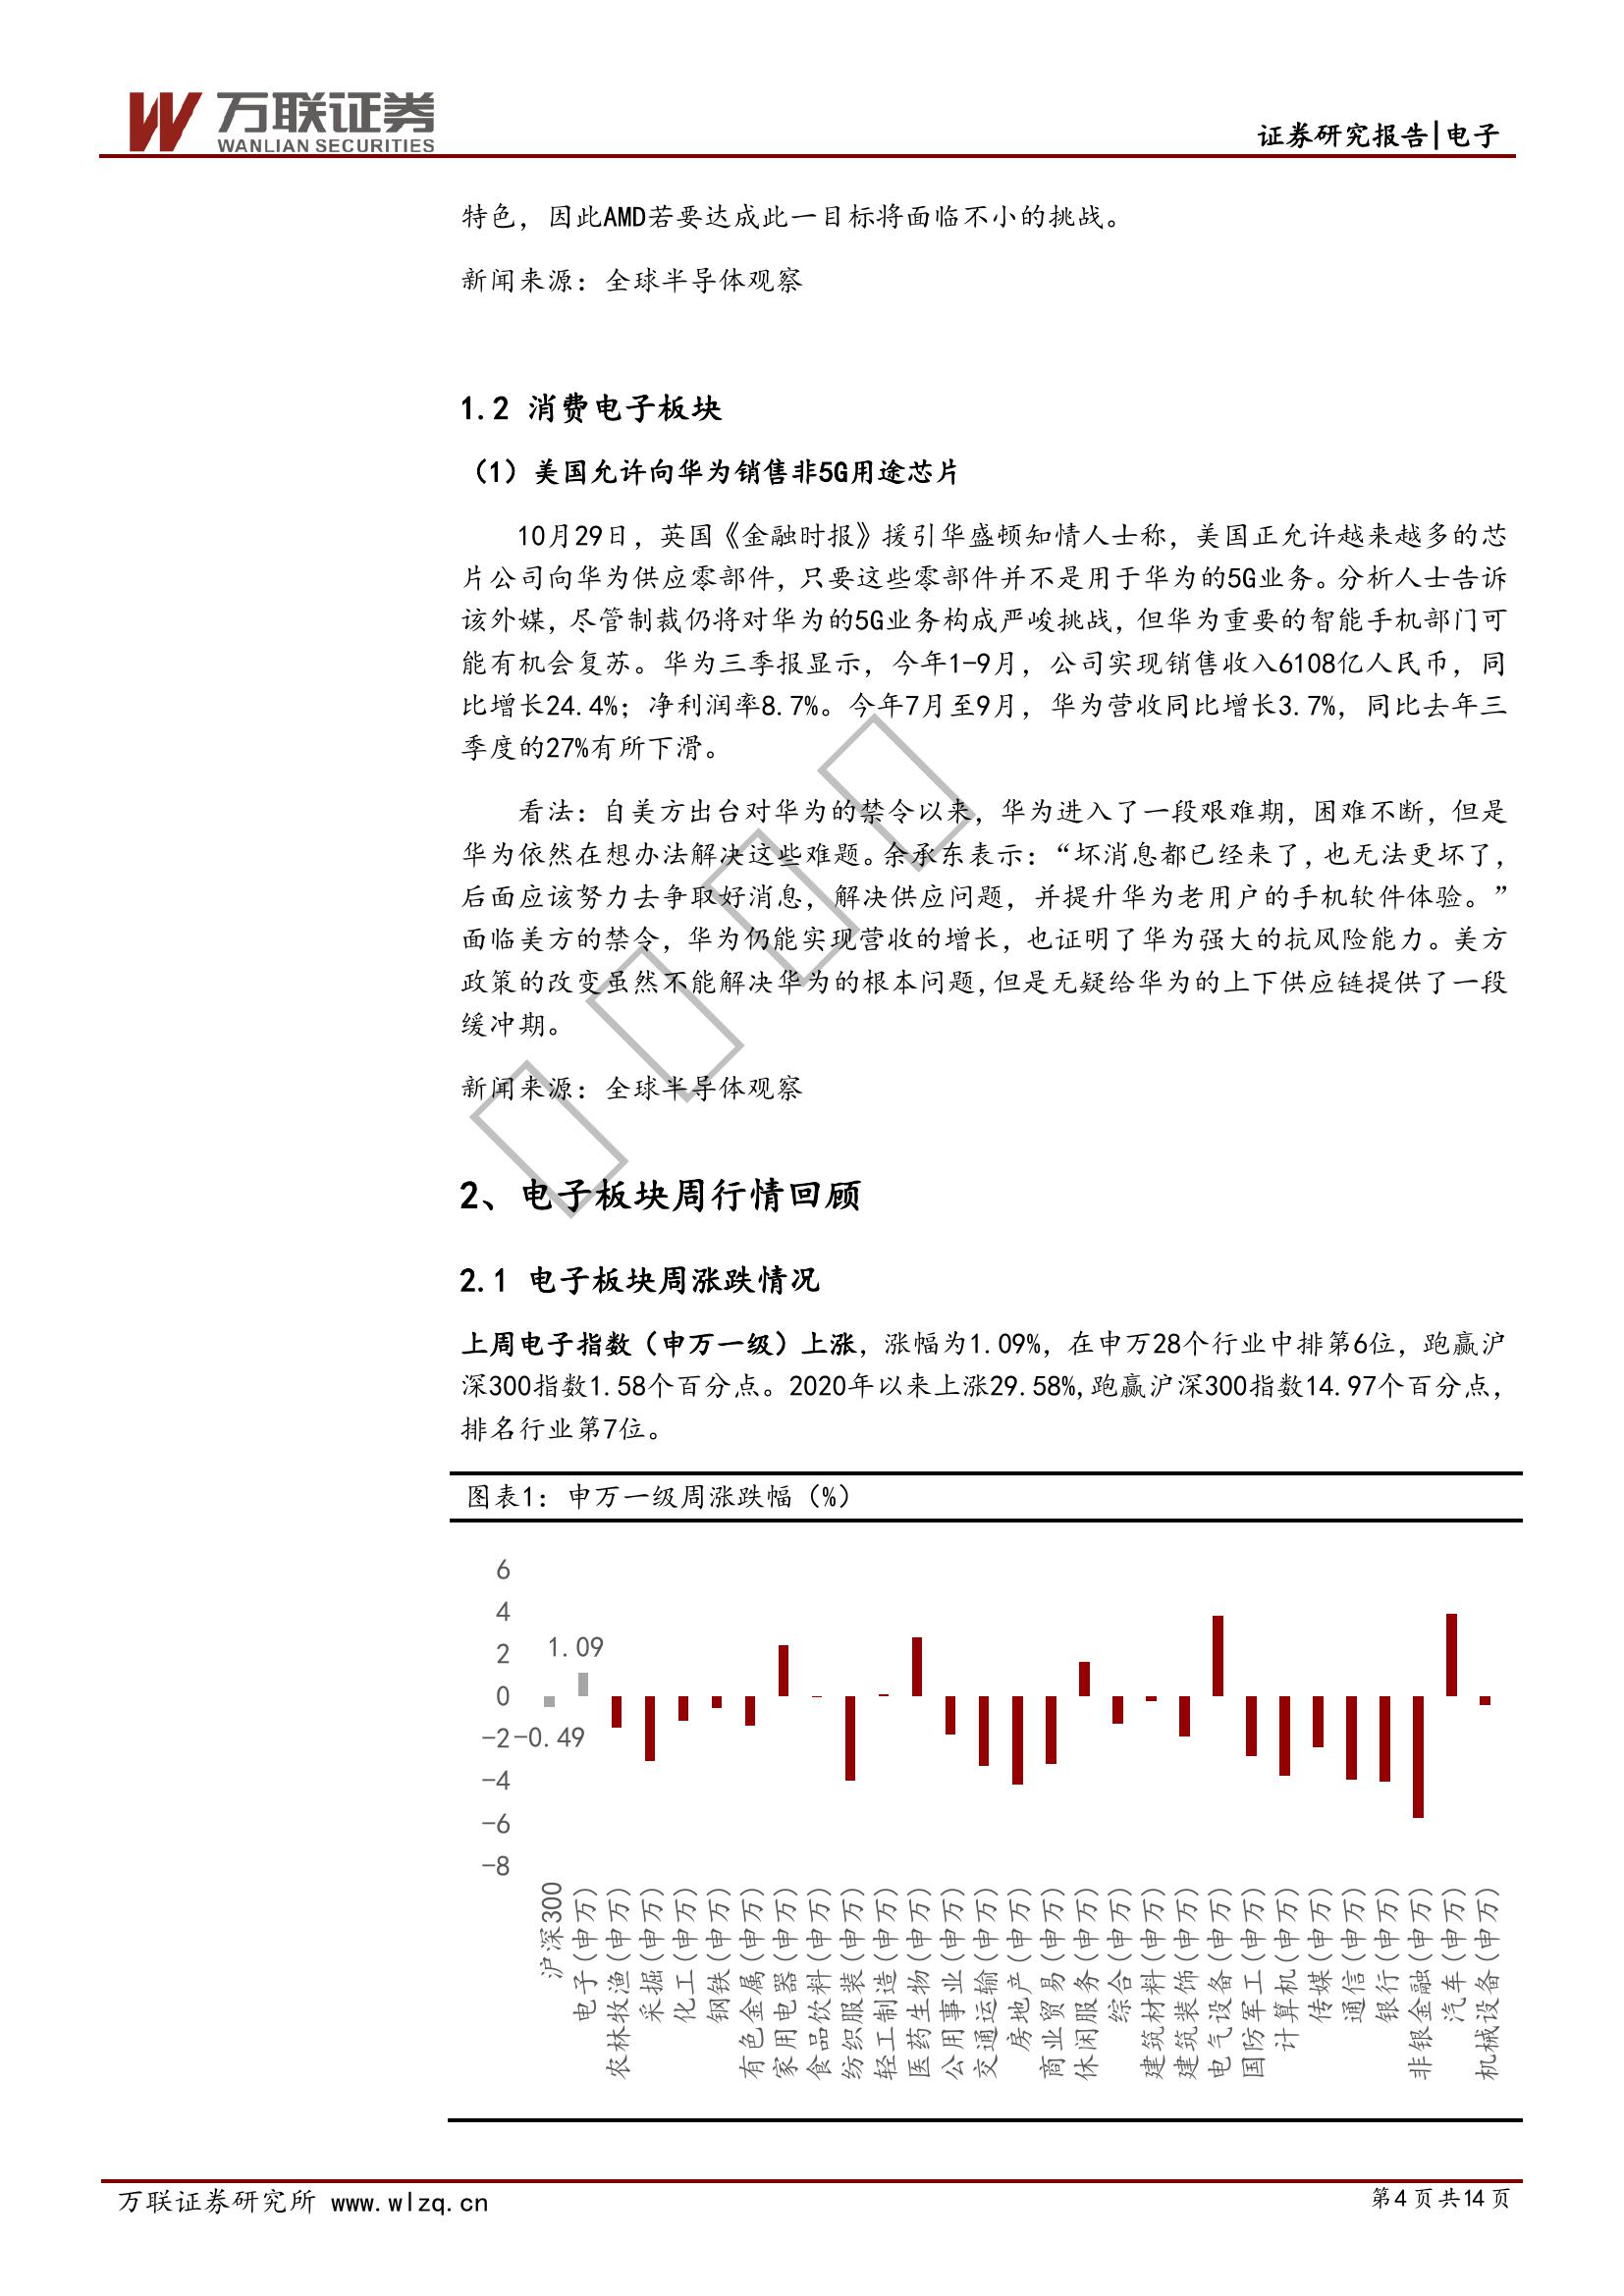 万联证券
WANLIAN SECURITIES
证券研究报告|电子
特色，因此AMD若要达成此一目标将面临不小的挑战。
新闻来源：全球半导体观察
1.2 消费电子板块
（1）美国允许向华为销售非5G用途芯片
10月29日，英国《金融时报》援引华盛顿知情人士称，美国正允许越来越多的芯
片公司向华为供应零部件，只要这些零部件并不是用于华为的5G业务。分析人士告诉
该外媒，尽管制裁仍将对华为的5G业务构成严峻挑战，但华为重要的智能手机部门可
能有机会复苏。华为三季报显示，今年1-9月，公司实现销售收入6108亿人民币，同
比增长24.4%；净利润率8.7%。今年7月至9月，华为营收同比增长3.7%，同比去年三
季度的27%有所下滑。
看法：自美方出台对华为的禁令以来，华为进入了一段艰难期，困难不断，但是
华为依然在想办法解决这些难题。余承东表示：“坏消息都已经来了，也无法更坏了，
后面应该努力去争取好消息，解决供应问题，并提升华为老用户的手机软件体验。”
面临美方的禁令，华为仍能实现营收的增长，也证明了华为强大的抗风险能力。美方
政策的改变虽然不能解决华为的根本问题，但是无疑给华为的上下供应链提供了一段
缓冲期。
新闻来源：全球半导体观察
2、电子板块周行情回顾
2.1 电子板块周涨跌情况
上周电子指数（申万一级）上涨，涨幅为1.09%，在申万28个行业中排第6位，跑赢沪
深300指数1.58个百分点。2020年以来上涨29.58%,跑赢沪深300指数14.97个百分点，
排名行业第7位。
图表1：申万一级周涨跌幅（%）
6
4
2
0
-2
-4
-6
-8
1.09
-0.49
沪深300
电子(申万)
农林牧渔(申万)
采掘(申万)
化工(申万)
钢铁(申万)
有色金属(申万)
家用电器(申万)
食品饮料(申万)
纺织服装(申万)
轻工制造(申万)
医药生物(申万)
公用事业(申万)
交通运输(申万)
房地产(申万)
商业贸易(申万)
休闲服务(申万)
综合(申万)
建筑材料(申万)
建筑装饰(申万)
电气设备(申万)
国防军工(申万)
计算机(申万)
传媒(申万)
通信(申万)
银行(申万)
非银金融(申万)
汽车(申万)
机械设备(申万)
万联证券研究所 www.wlzq.cn
第4页共14页